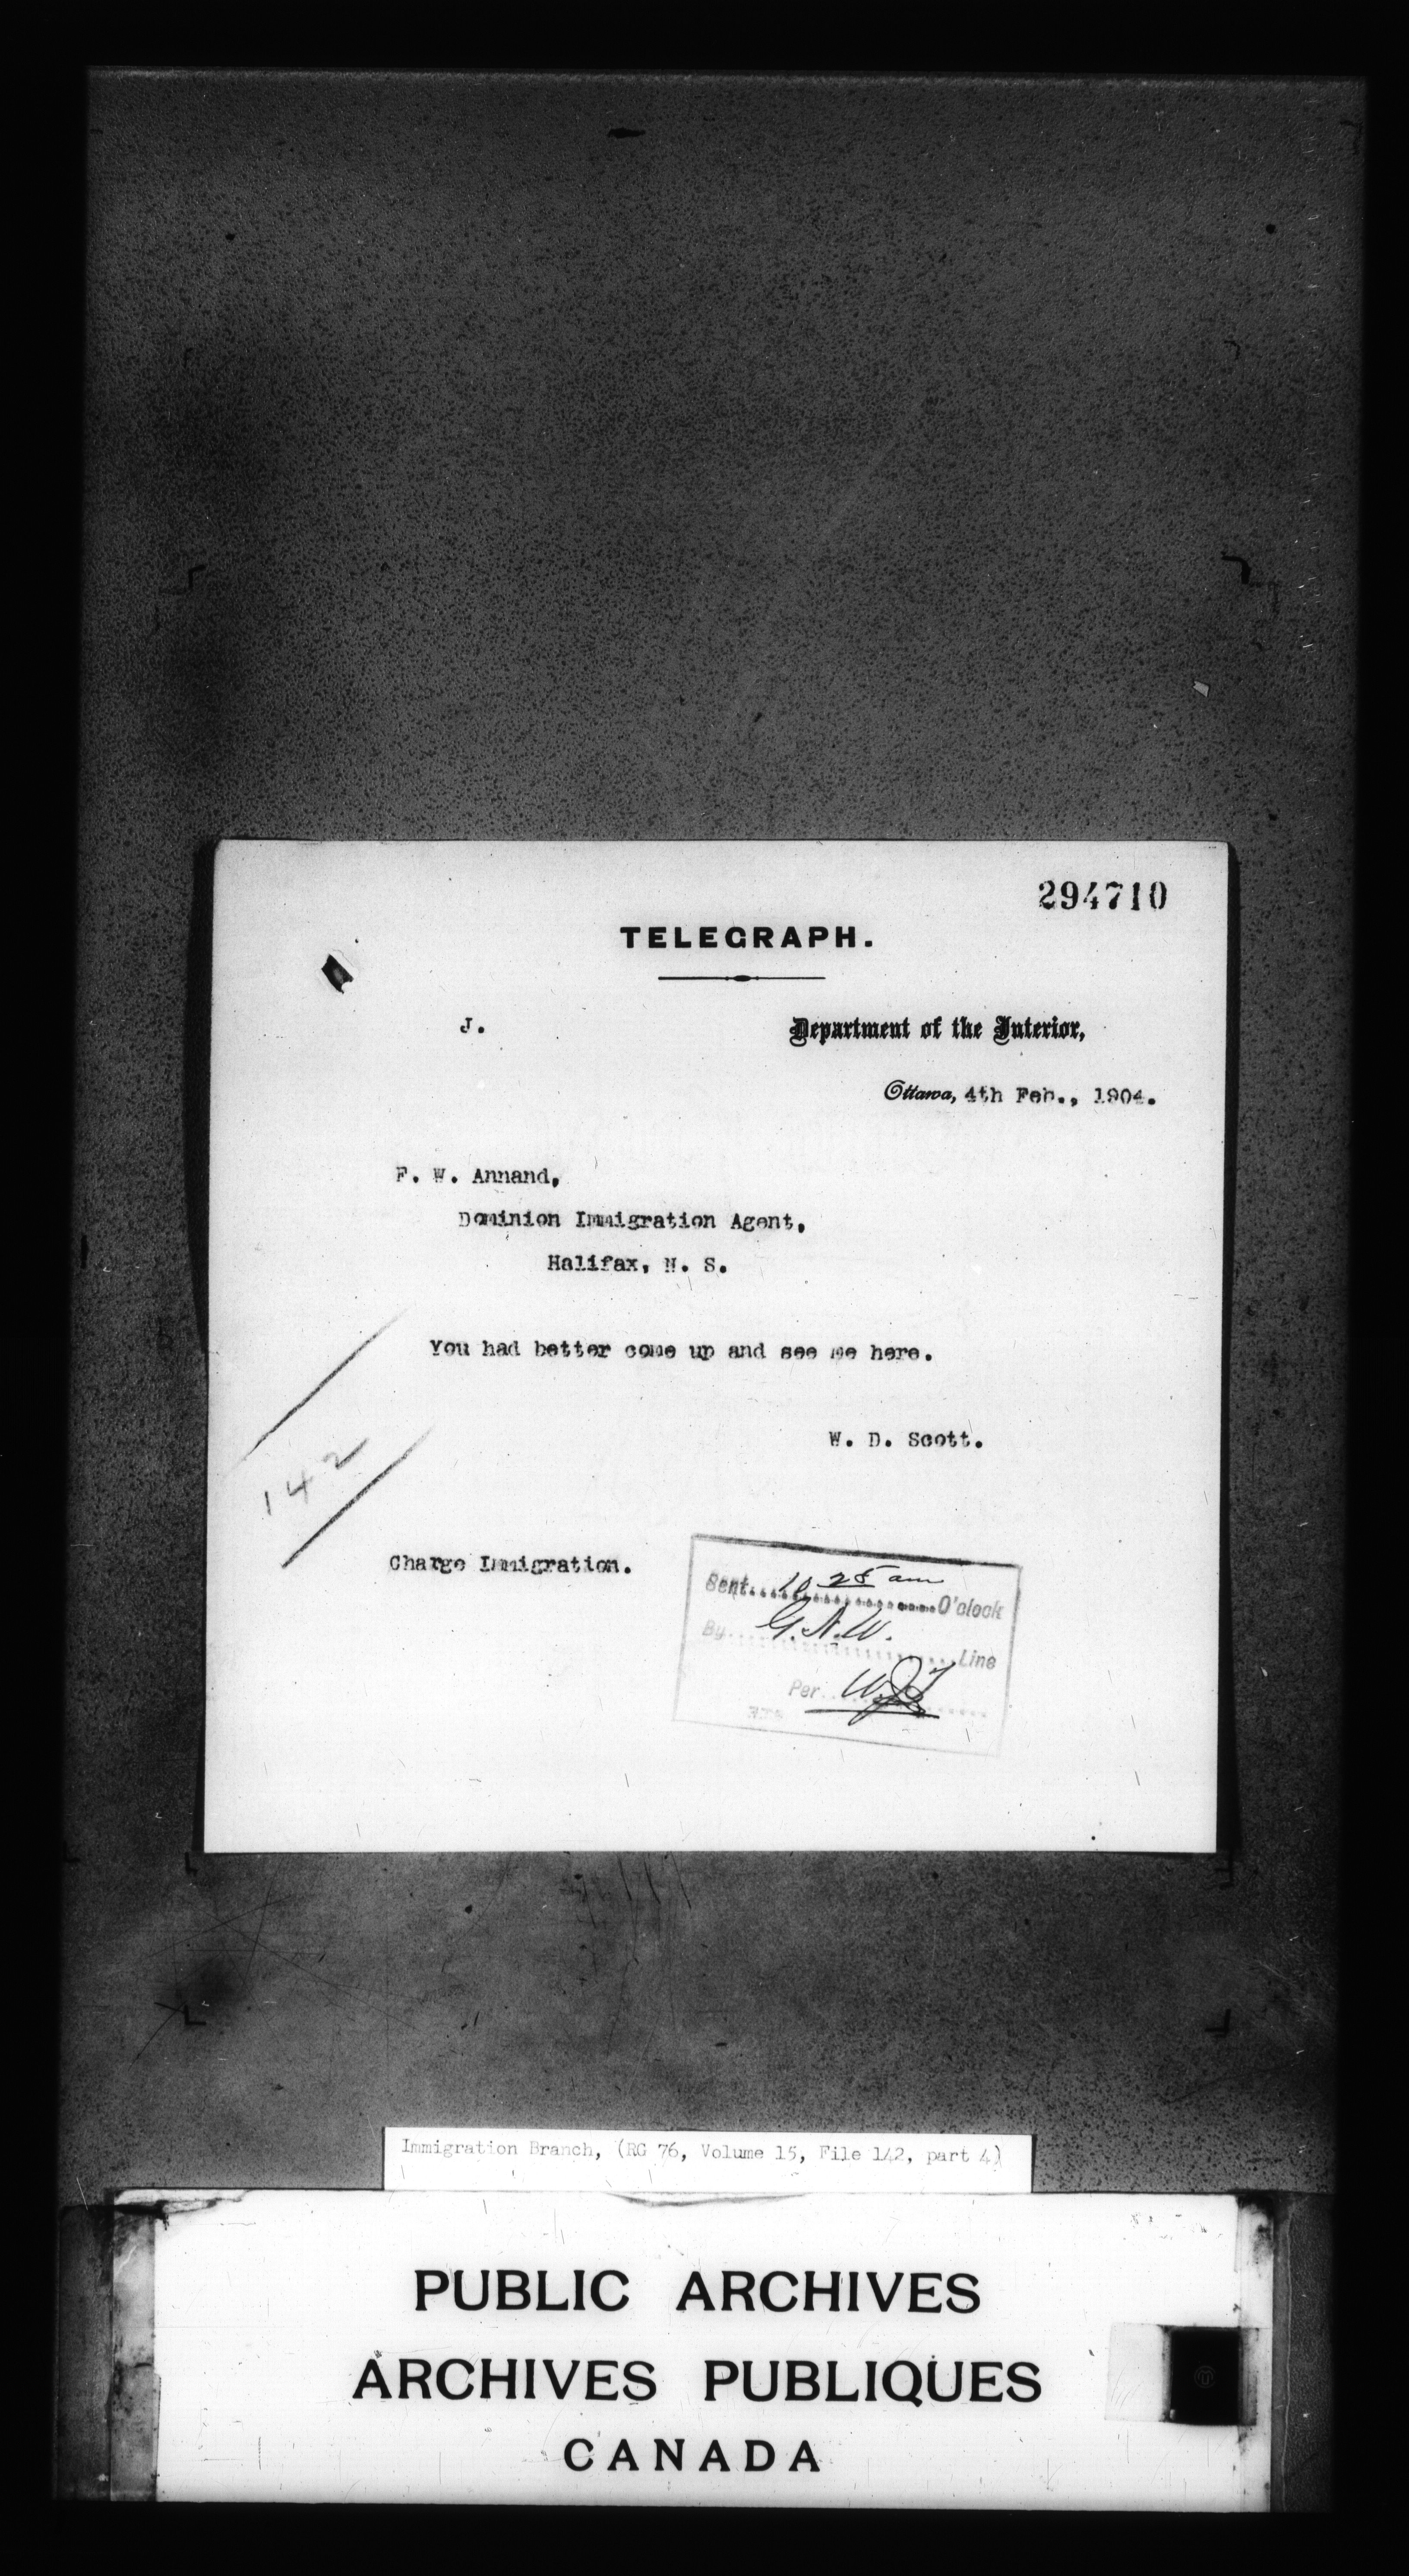 294710
TELEGRAPH.
J.
Department of the Interior,
Ottawa, 4th Feb., 1904.
F. W. Annand,
Dominion Immigration Agent,
Halifax, N. S.
You had better come up and see me here.
W. D. Scott.
142
Charge Immigration.
Sent 10 25 am O'clock
By G. N. W. Line
Per
Immigration Branch, (RG 76, Volume 15, File 142, part 4)
PUBLIC ARCHIVES
ARCHIVES PUBLIQUES
CANADA